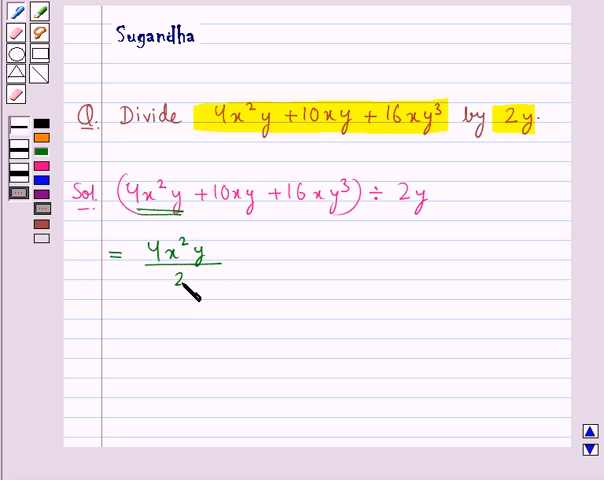 Sugandha
Q. Divide 4x²y +10xy + 16xy³ by 2y.
Sol. (4x²y +10xy +16xy³) ÷ 2y
= 4x²y
2